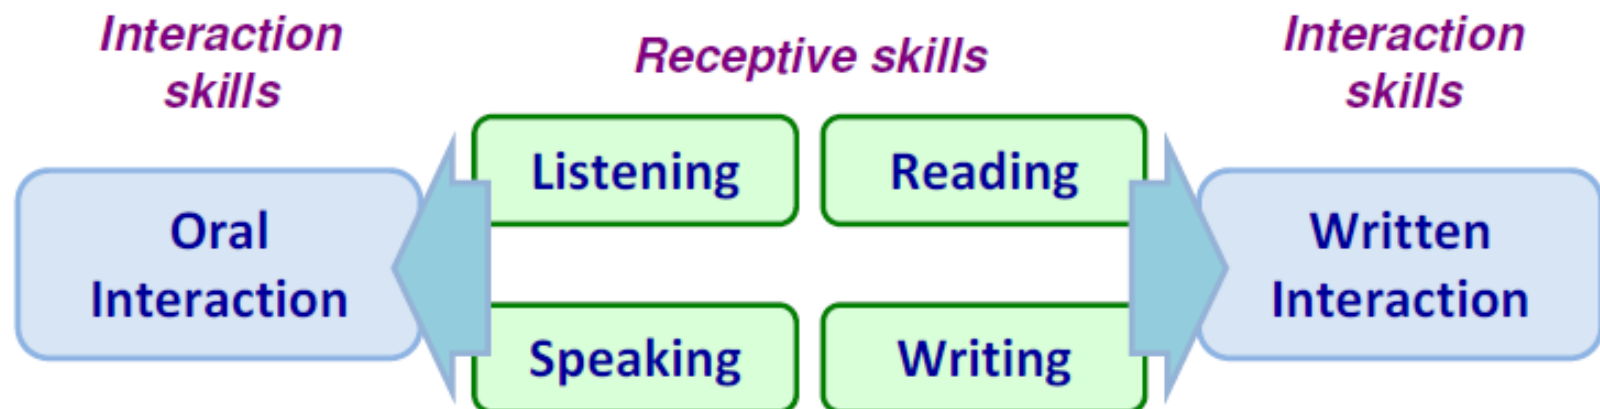 Interaction
skills
Receptive skills
Interaction
skills
Listening
Reading
Oral
Interaction
Written
Interaction
Speaking
Writing